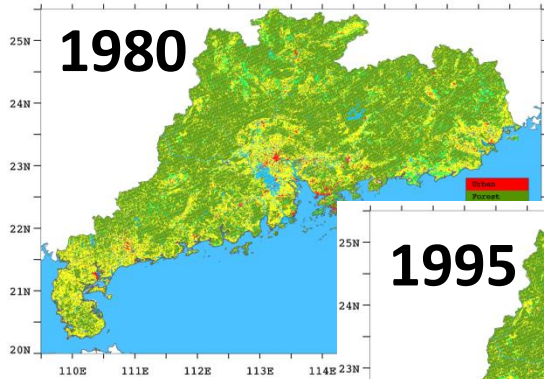 25N
1980
24N
23N
Urban
Forest
22N
21N
20N
110E 111E 112E 113E 114E
25N
1995
24N
23N